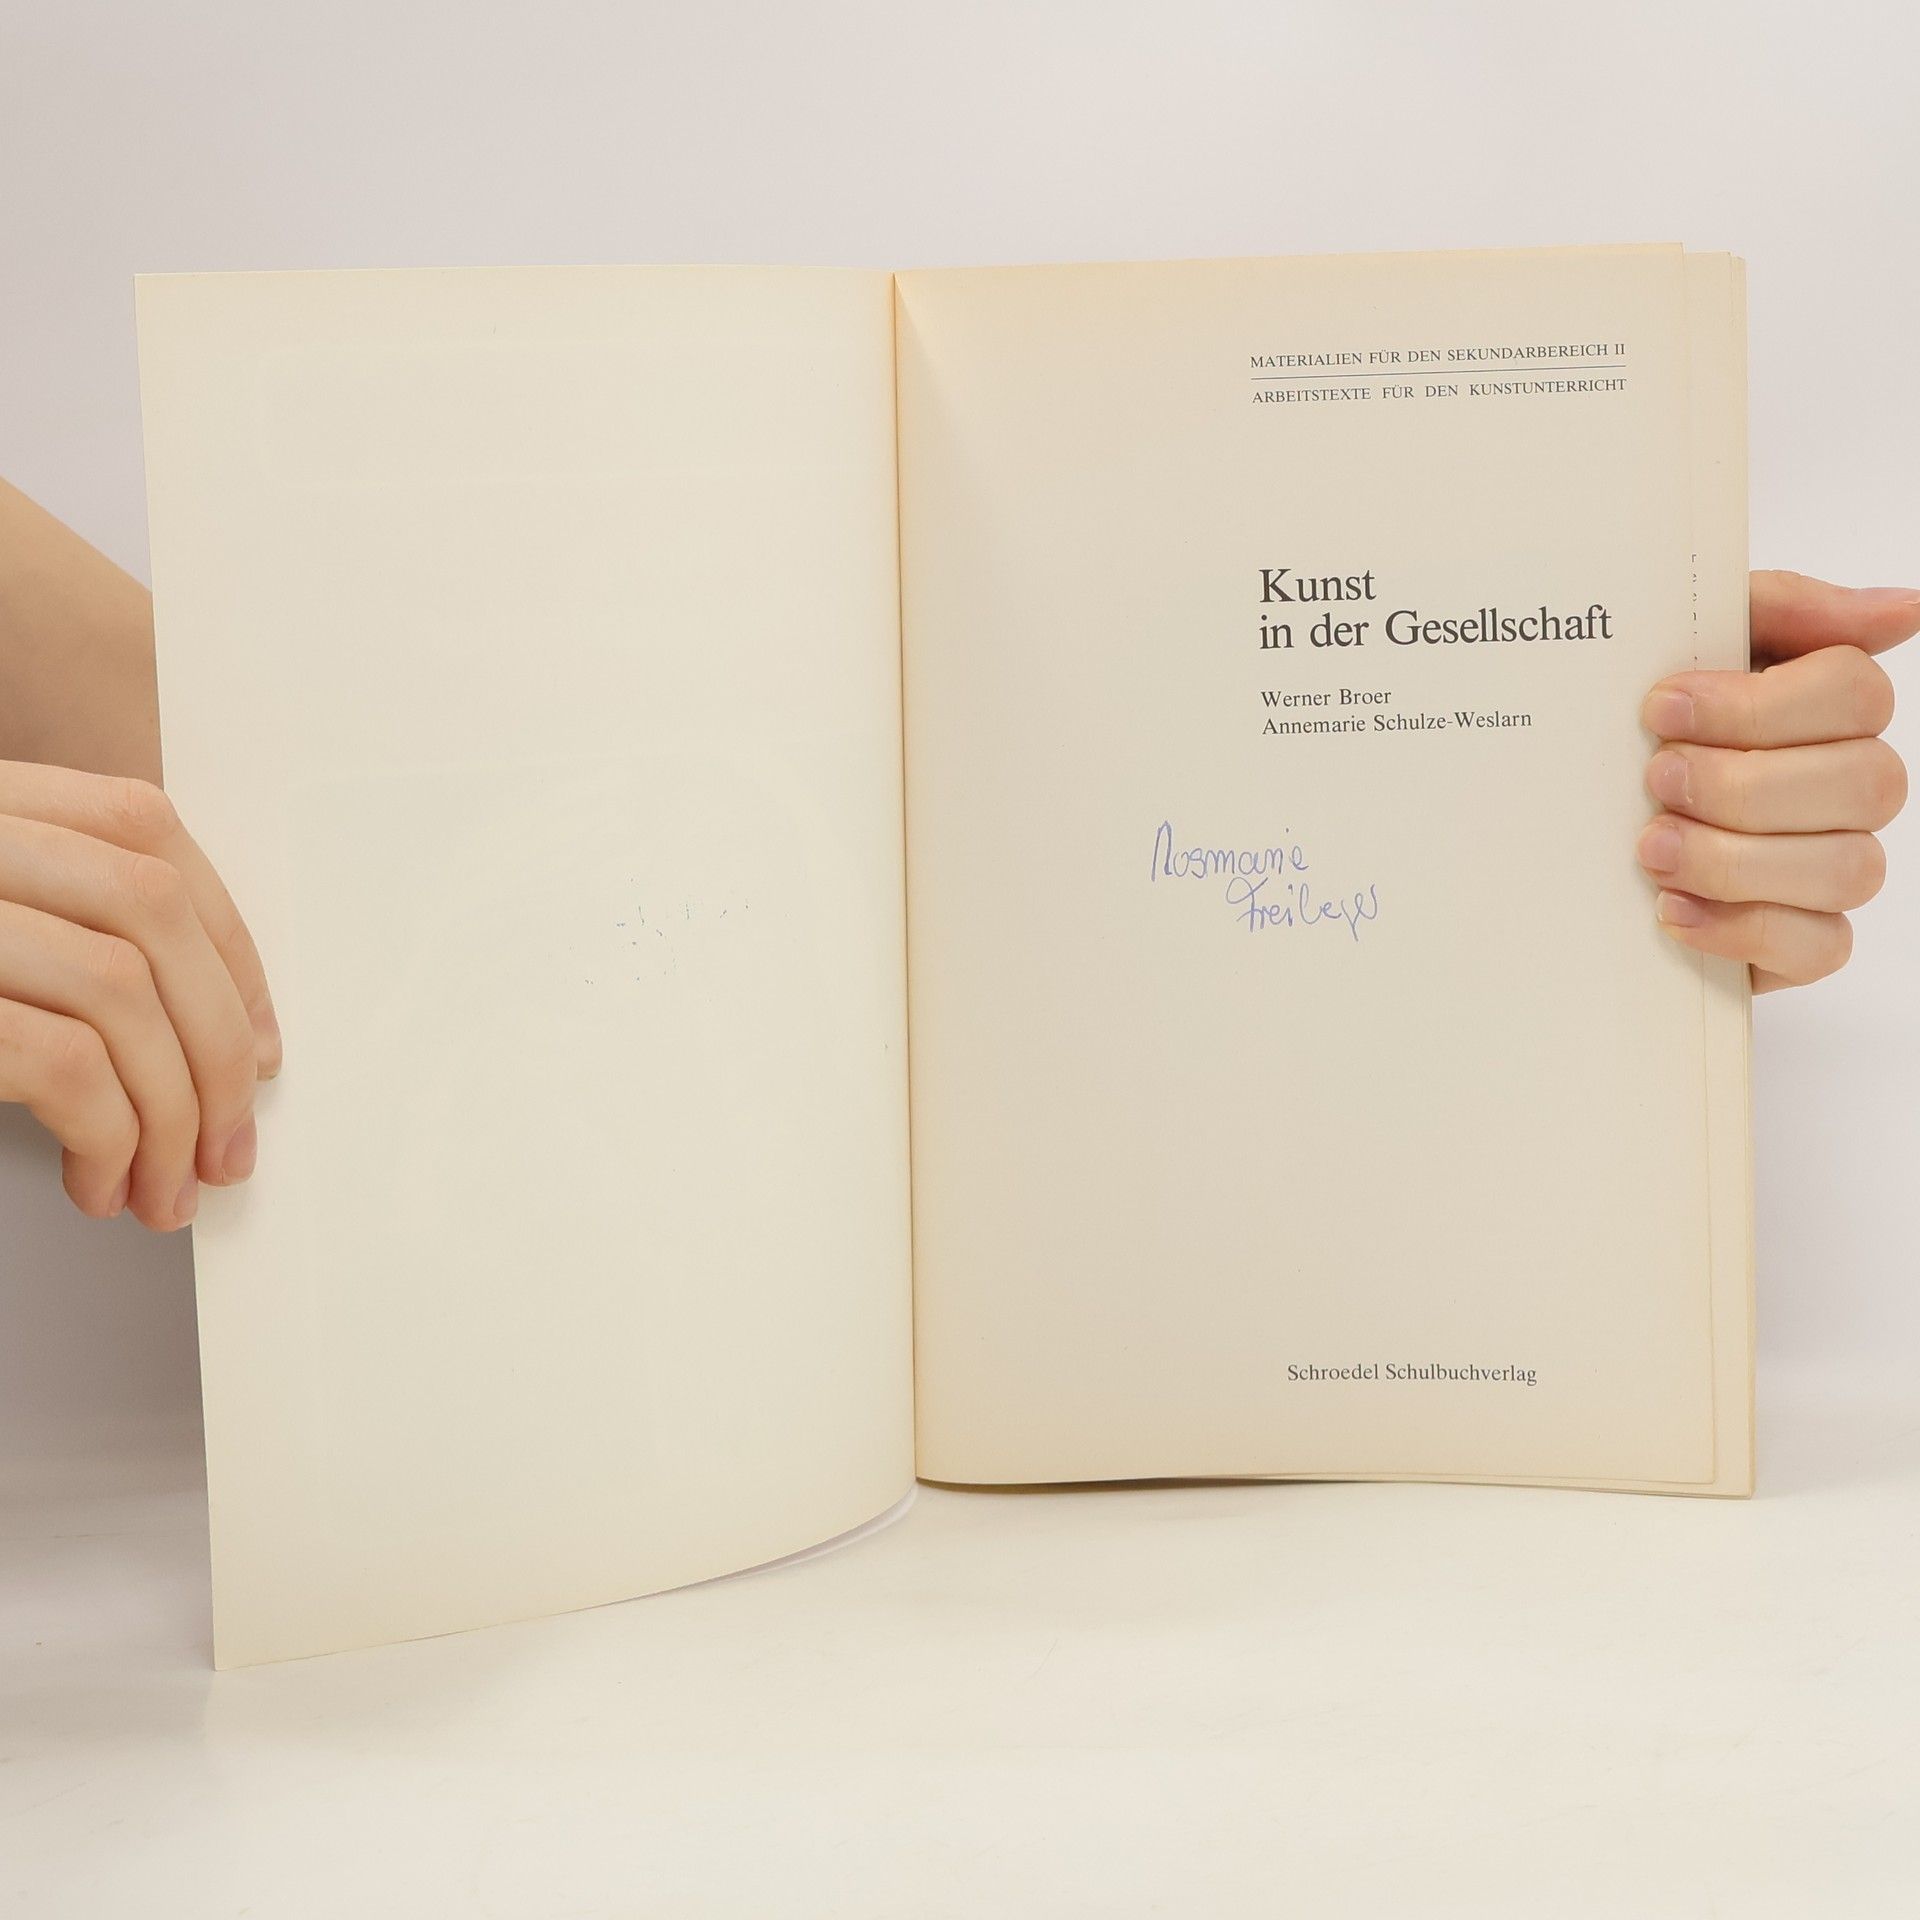 MATERIALIEN FÜR DEN SEKUNDARBEREICH II
ARBEITSTEXTE FÜR DEN KUNSTUNTERRICHT
Kunst
in der Gesellschaft
Werner Broer
Annemarie Schulze-Weslarn
Rosmarie
Schroedel Schulbuchverlag